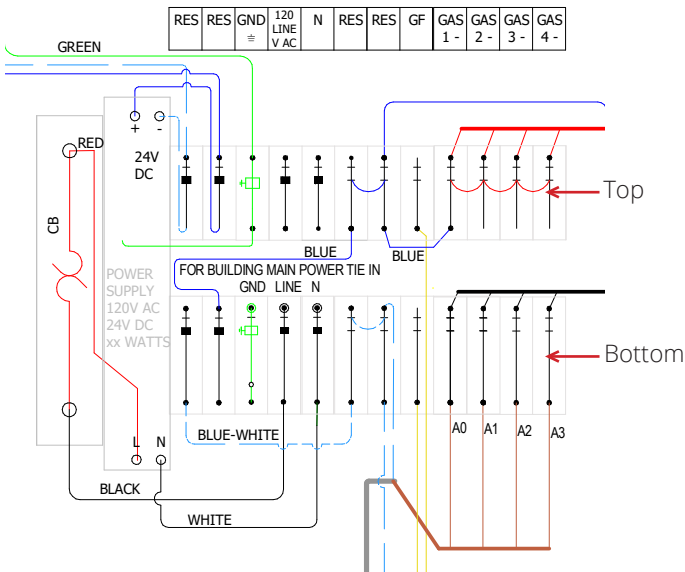 RES RES GND 120 LINE V AC N RES RES GF GAS 1 - GAS 2 - GAS 3 - GAS 4 -
GREEN
+ -
RED
24V
DC
Top
CB
BLUE BLUE
FOR BUILDING MAIN POWER TIE IN
GND LINE N
POWER
SUPPLY
120V AC
24V DC
xx WATTS
Bottom
A0 A1 A2 A3
BLUE-WHITE
L N
BLACK
WHITE